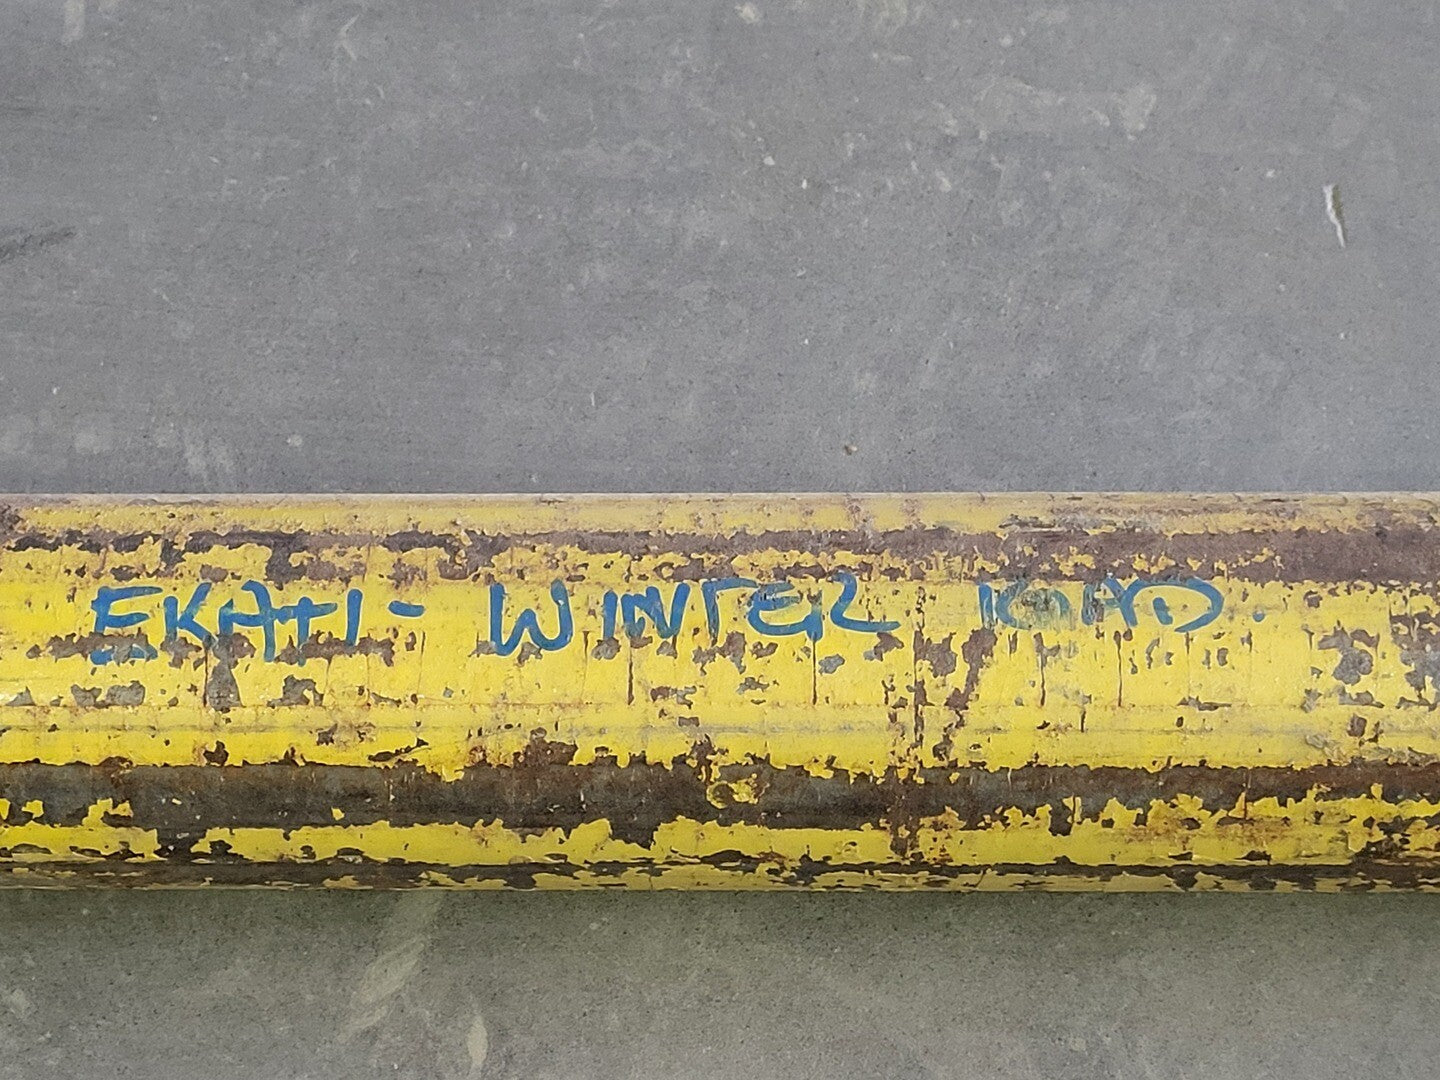 EKATI - WINTER ROAD.